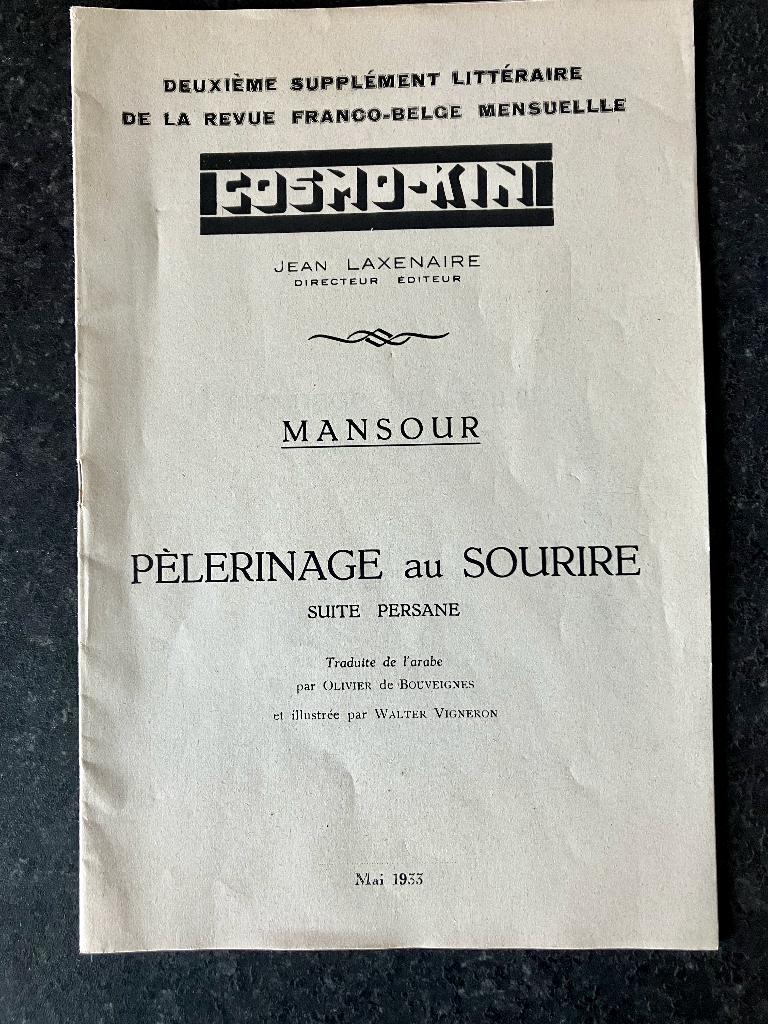 DEUXIÈME SUPPLÉMENT LITTÉRAIRE
DE LA REVUE FRANCO-BELGE MENSUELLLE
COSMO-KIN
JEAN LAXENAIRE
DIRECTEUR ÉDITEUR
MANSOUR
PÈLERINAGE au SOURIRE
SUITE PERSANE
Traduite de l'arabe
par OLIVIER de BOUVEIGNES
et illustrée par WALTER VIGNERON
Mai 1933